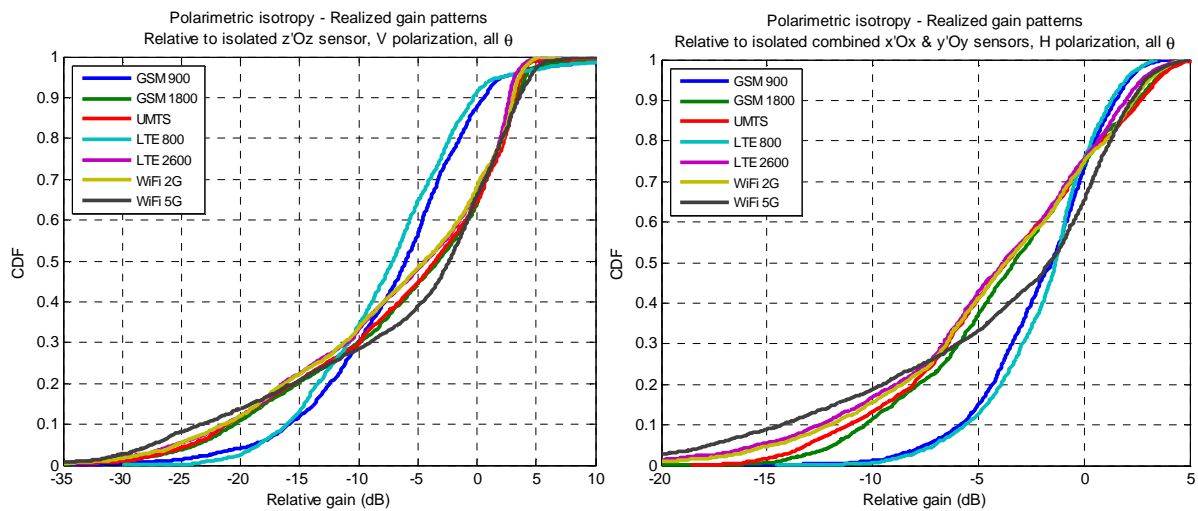 Polarimetric isotropy - Realized gain patterns
Relative to isolated z'Oz sensor, V polarization, all θ
1
0.9
0.8
0.7
0.6
0.5
0.4
0.3
0.2
0.1
0
CDF
GSM 900
GSM 1800
UMTS
LTE 800
LTE 2600
WiFi 2G
WiFi 5G
-35 -30 -25 -20 -15 -10 -5 0 5 10
Relative gain (dB)
Polarimetric isotropy - Realized gain patterns
Relative to isolated combined x'Ox & y'Oy sensors, H polarization, all θ
1
0.9
0.8
0.7
0.6
0.5
0.4
0.3
0.2
0.1
0
CDF
GSM 900
GSM 1800
UMTS
LTE 800
LTE 2600
WiFi 2G
WiFi 5G
-20 -15 -10 -5 0 5
Relative gain (dB)